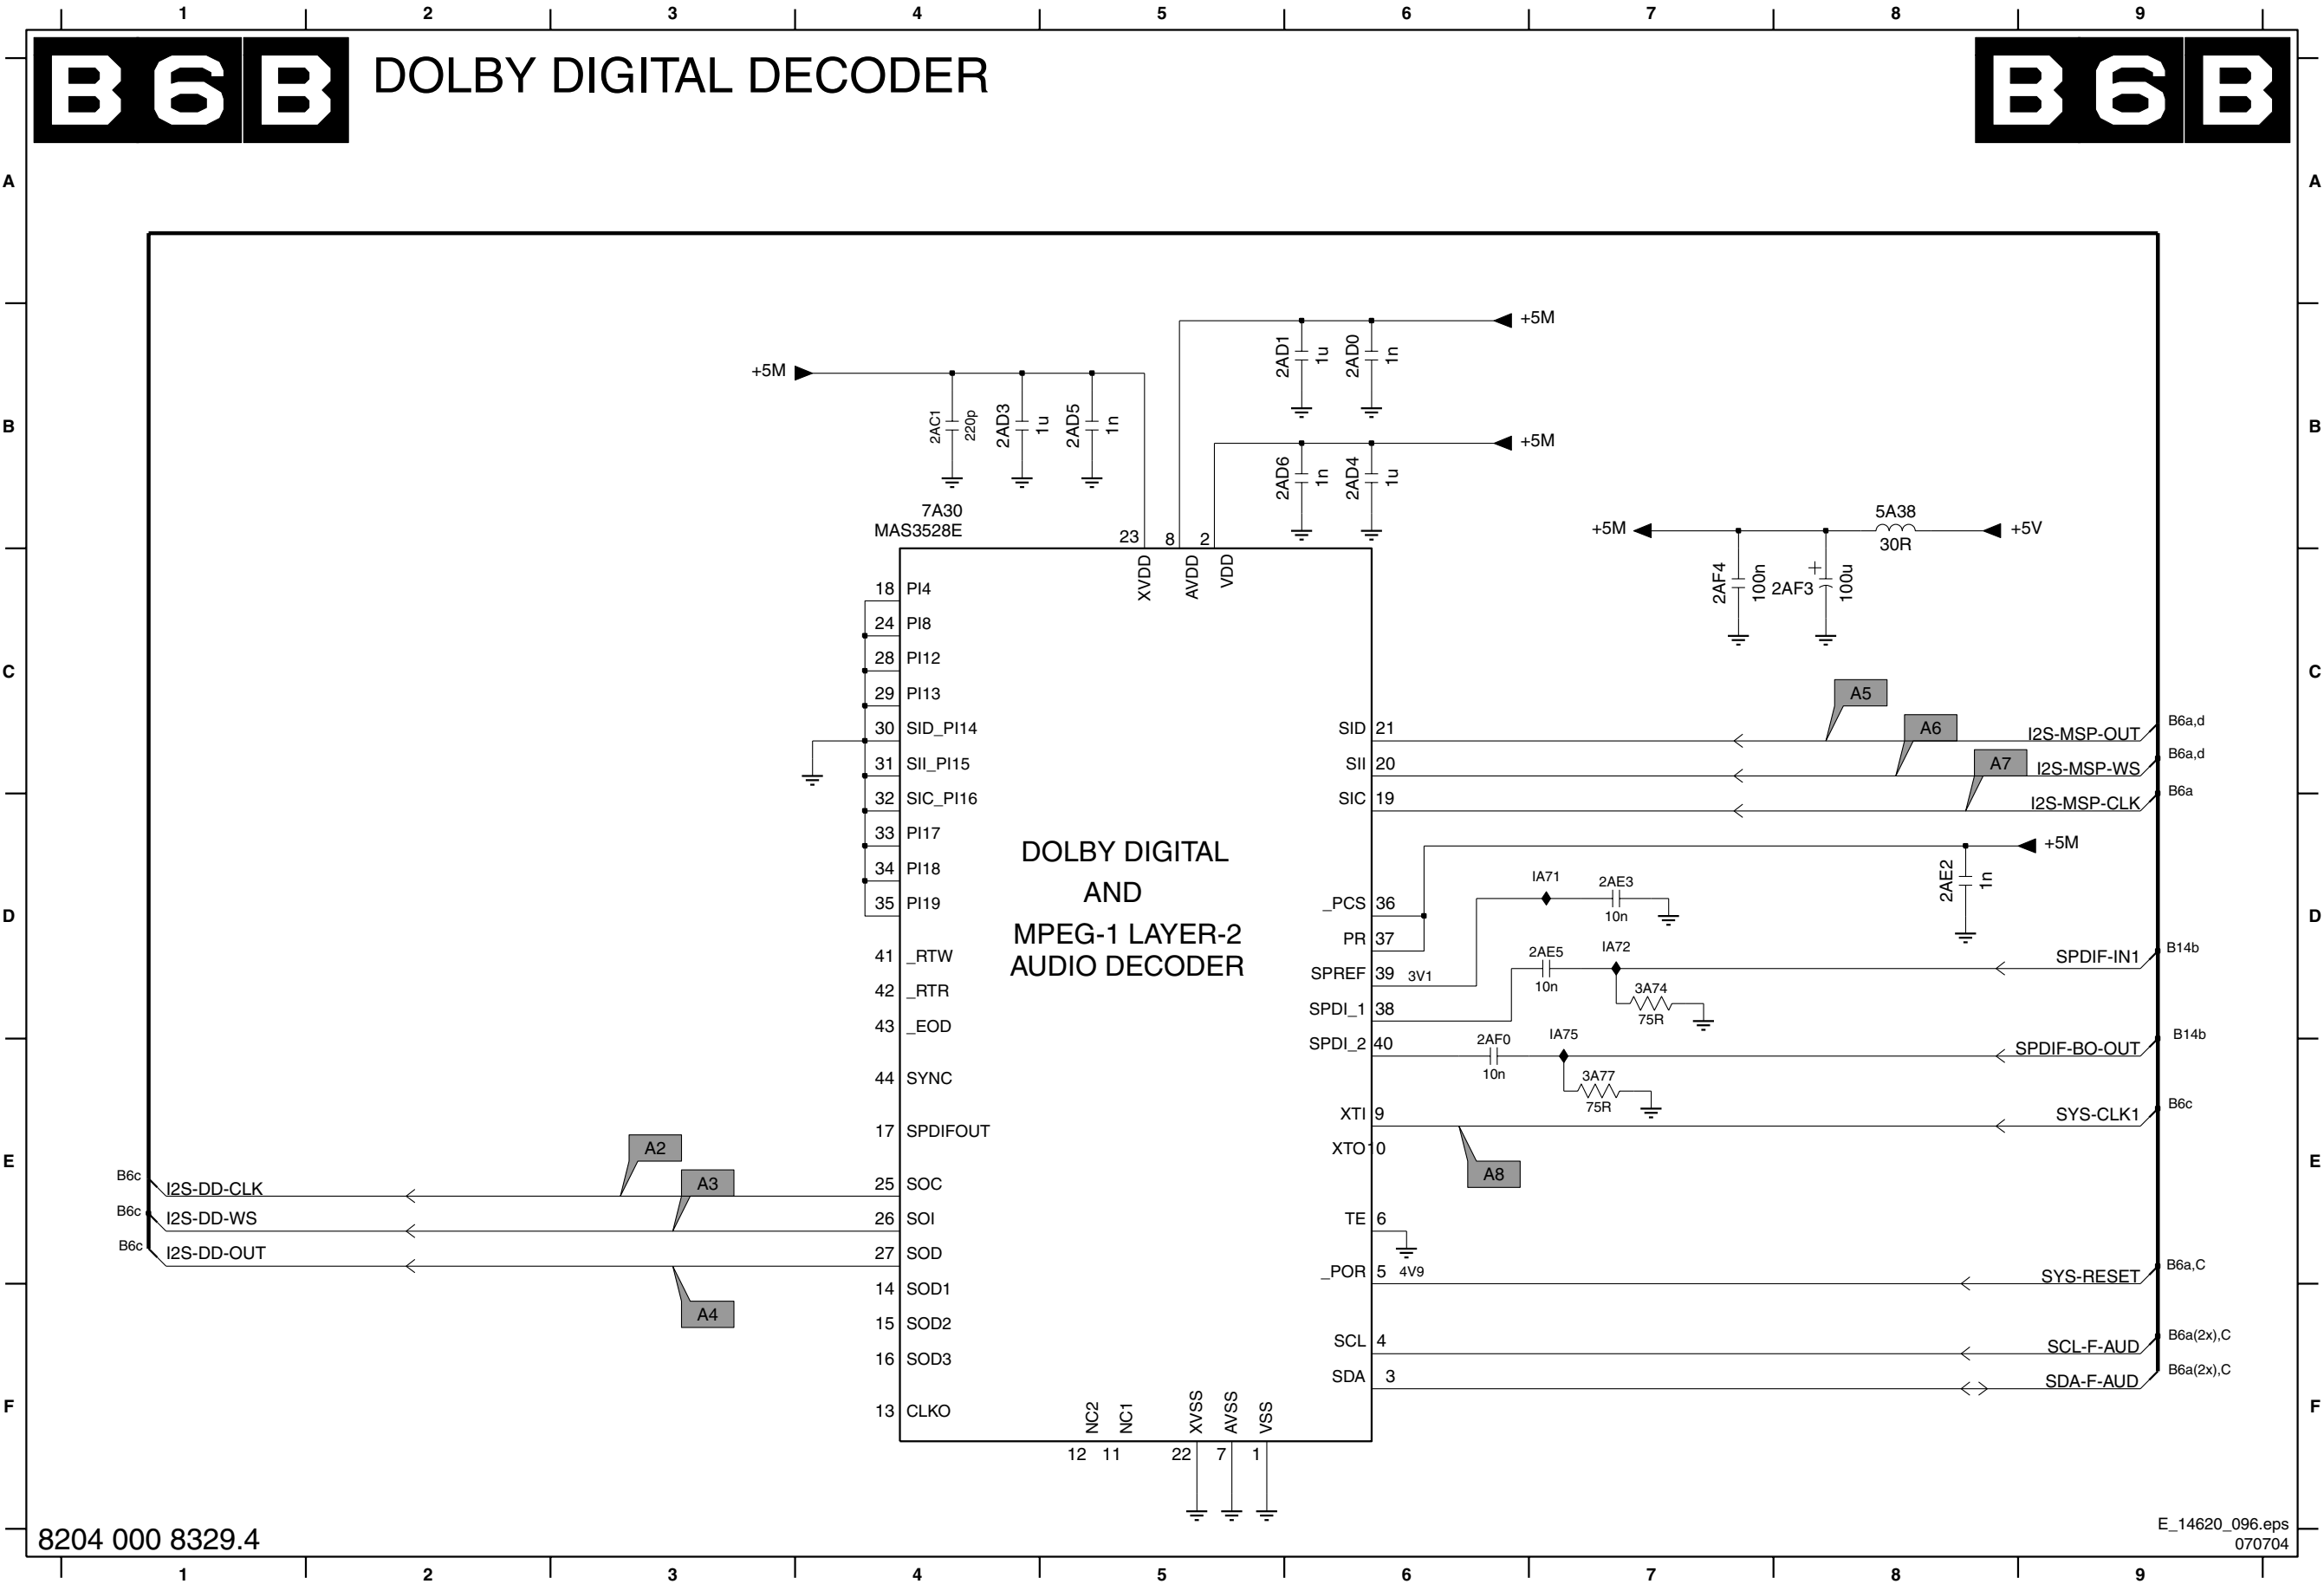 1 2 3 4 5 6 7 8 9
B 6 B DOLBY DIGITAL DECODER B 6 B
A A
+5M
2AD1 1u 2AD0 1n
+5M
2AC1 220p 2AD3 1u 2AD5 1n
B B
+5M
2AD6 1n 2AD4 1u
7A30
MAS3528E
23 8 2
XVDD AVDD VDD
+5M 5A38 +5V
30R
2AF4 100n 2AF3 + 100u
18 PI4
24 PI8
28 PI12
C C
29 PI13
30 SID_PI14
31 SII_PI15
32 SIC_PI16
33 PI17
34 PI18
35 PI19
41 _RTW
42 _RTR
43 _EOD
44 SYNC
17 SPDIFOUT
25 SOC
26 SOI
27 SOD
14 SOD1
15 SOD2
16 SOD3
13 CLKO
DOLBY DIGITAL
AND
MPEG-1 LAYER-2
AUDIO DECODER
A5
SID 21 I2S-MSP-OUT B6a,d
A6
SII 20 I2S-MSP-WS B6a,d
A7
SIC 19 I2S-MSP-CLK B6a
+5M
2AE2 1n
D D
_PCS 36
PR 37
IA71 2AE3
10n
SPREF 39 3V1
2AE5 IA72 SPDIF-IN1 B14b
10n
3A74
75R
SPDI_1 38
SPDI_2 40 2AF0 IA75 SPDIF-BO-OUT B14b
10n
3A77
75R
XTI 9 SYS-CLK1 B6c
XTO 10
A8
E E
A2
B6c I2S-DD-CLK
A3
B6c I2S-DD-WS
B6c I2S-DD-OUT
A4
TE 6
_POR 5 4V9 SYS-RESET B6a,C
SCL 4 SCL-F-AUD B6a(2x),C
SDA 3 SDA-F-AUD B6a(2x),C
F F
NC2 NC1 XVSS AVSS VSS
12 11 22 7 1
8204 000 8329.4
E_14620_096.eps
070704
1 2 3 4 5 6 7 8 9